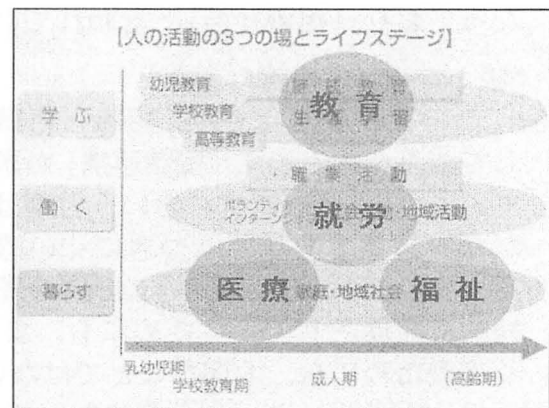 【人の活動の3つの場とライフステージ】
幼児教育
学ぶ
学校教育
教育
高等教育
職業活動
働く
ボランティア
インターン
就労
・地域活動
暮らす
医療
家庭・地域社会
福祉
乳幼児期
学校教育期
成人期
(高齢期)